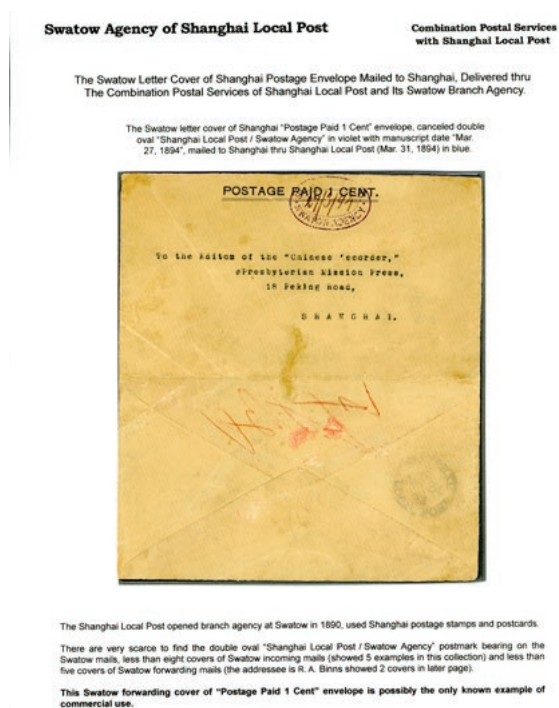 Swatow Agency of Shanghai Local Post
Combination Postal Services
with Shanghai Local Post
The Swatow Letter Cover of Shanghai Postage Envelope Mailed to Shanghai, Delivered thru
The Combination Postal Services of Shanghai Local Post and Its Swatow Branch Agency.
The Swatow letter cover of Shanghai "Postage Paid 1 Cent" envelope, canceled double
oval "Shanghai Local Post / Swatow Agency" in violet with manuscript date "Mar.
27, 1894", mailed to Shanghai thru Shanghai Local Post (Mar. 31, 1894) in blue.
POSTAGE PAID 1 CENT.
27/3/94
SWATOW AGENCY
To the Editom of the "Cninese 'ecorder,"
Presbyterian Mission Press,
18 Peking Road,
SHANGHAI.
The Shanghai Local Post opened branch agency at Swatow in 1890, used Shanghai postage stamps and postcards.
There are very scarce to find the double oval "Shanghai Local Post / Swatow Agency" postmark bearing on the
Swatow mails, less than eight covers of Swatow incoming mails (showed 5 examples in this collection) and less than
five covers of Swatow forwarding mails (the addressee is R. A. Binns showed 2 covers in later page).
This Swatow forwarding cover of "Postage Paid 1 Cent" envelope is possibly the only known example of
commercial use.